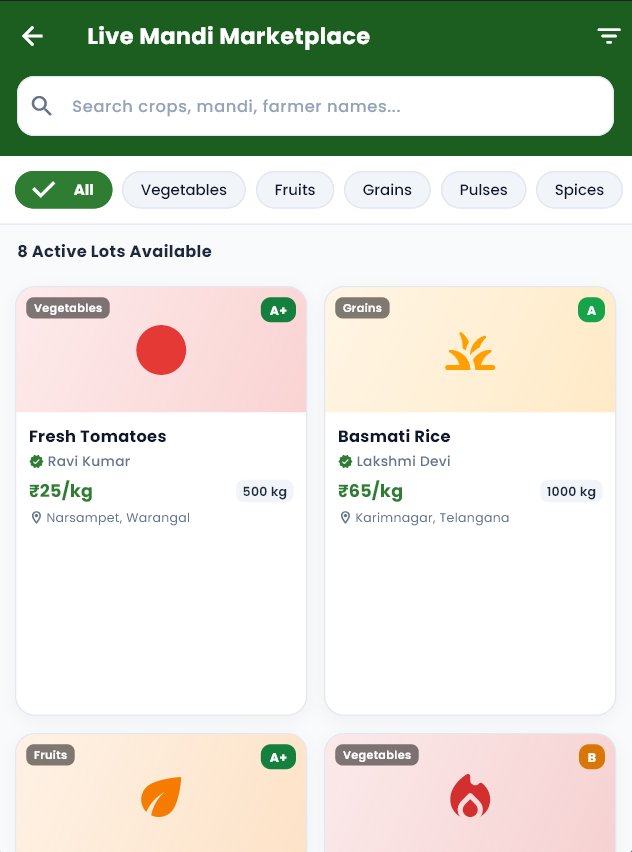 Live Mandi Marketplace
Search crops, mandi, farmer names...
All
Vegetables
Fruits
Grains
Pulses
Spices
8 Active Lots Available
Vegetables
A+
Fresh Tomatoes
Ravi Kumar
₹25/kg
500 kg
Narsampet, Warangal
Grains
A
Basmati Rice
Lakshmi Devi
₹65/kg
1000 kg
Karimnagar, Telangana
Fruits
A+
Vegetables
B